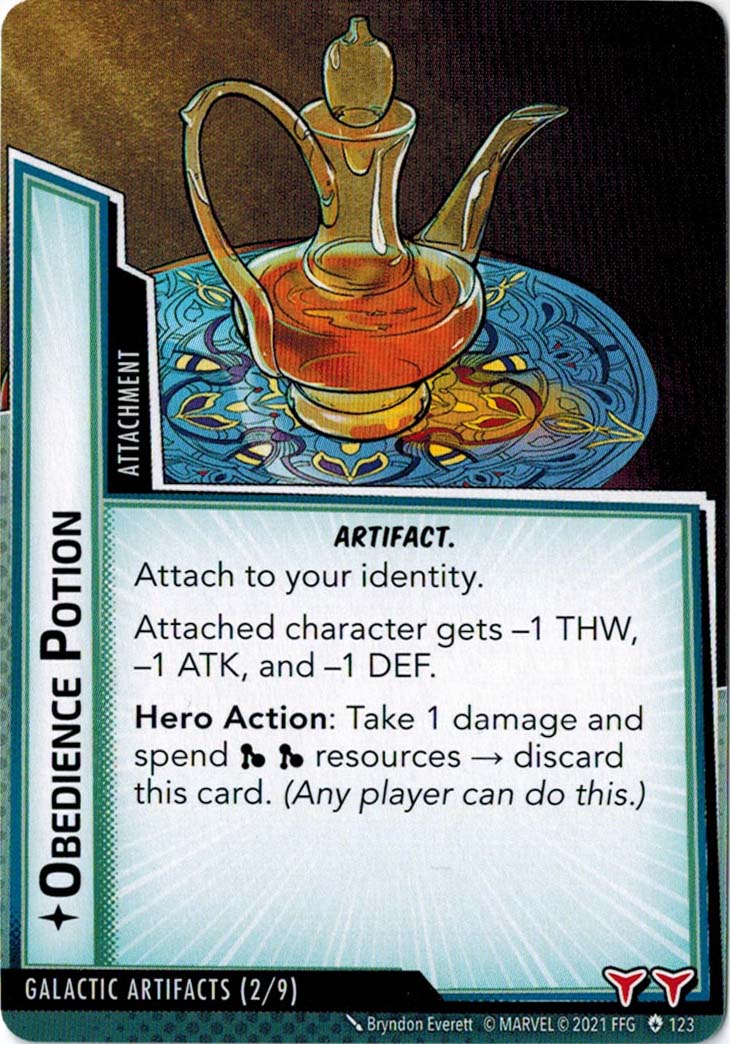 ATTACHMENT
OBEDIENCE POTION
ARTIFACT.
Attach to your identity.
Attached character gets –1 THW,
–1 ATK, and –1 DEF.
Hero Action: Take 1 damage and
spend resources → discard
this card. (Any player can do this.)
GALACTIC ARTIFACTS (2/9)
Bryndon Everett © MARVEL © 2021 FFG 123